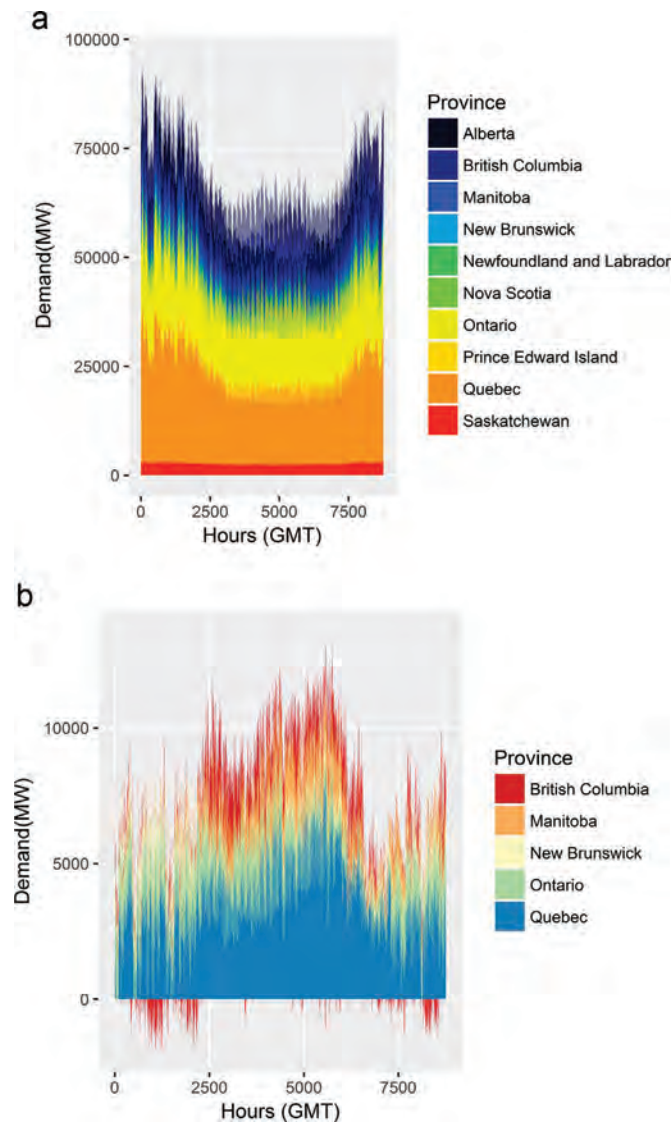 a
100000
75000
50000
25000
0
Demand(MW)
0 2500 5000 7500
Hours (GMT)
Province
Alberta
British Columbia
Manitoba
New Brunswick
Newfoundland and Labrador
Nova Scotia
Ontario
Prince Edward Island
Quebec
Saskatchewan
b
10000
5000
0
Demand(MW)
0 2500 5000 7500
Hours (GMT)
Province
British Columbia
Manitoba
New Brunswick
Ontario
Quebec